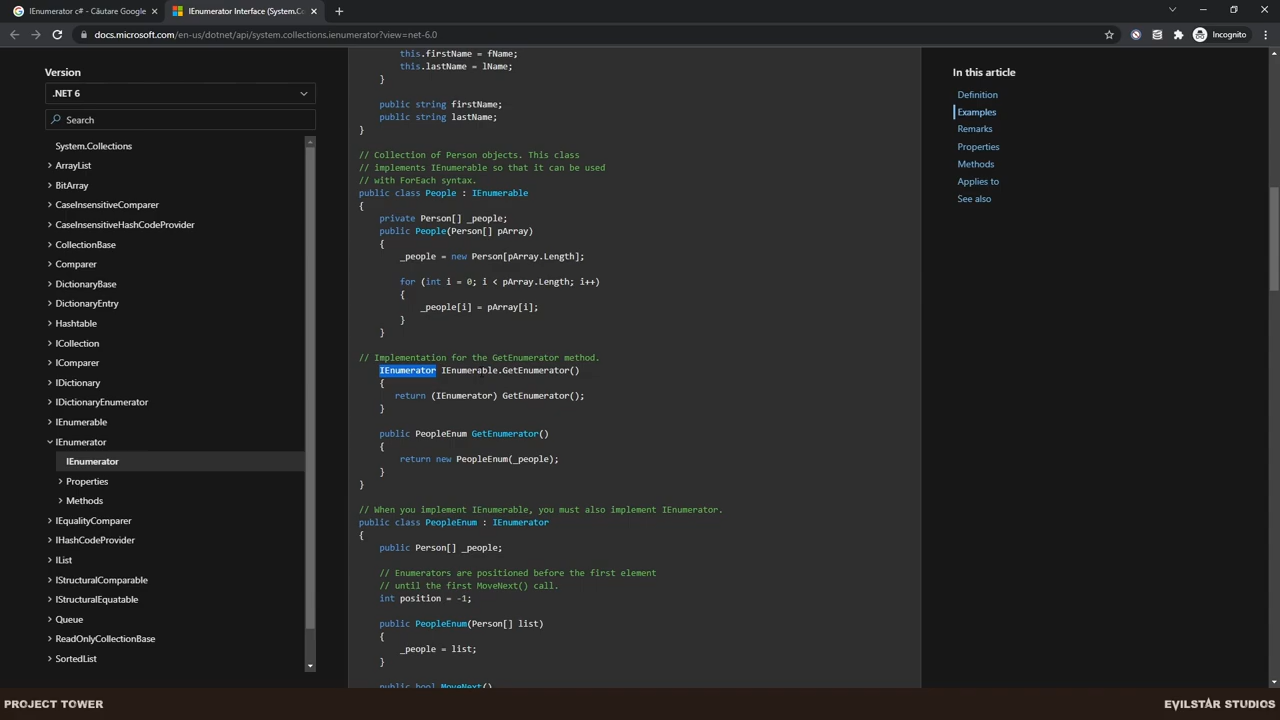 IEnumerator c# - Căutare Google
IEnumerator Interface (System.Co
docs.microsoft.com/en-us/dotnet/api/system.collections.ienumerator?view=net-6.0
Incognito
Version
.NET 6
Search
System.Collections
ArrayList
BitArray
CaseInsensitiveComparer
CaseInsensitiveHashCodeProvider
CollectionBase
Comparer
DictionaryBase
DictionaryEntry
Hashtable
ICollection
IComparer
IDictionary
IDictionaryEnumerator
IEnumerable
IEnumerator
IEnumerator
Properties
Methods
IEqualityComparer
IHashCodeProvider
IList
IStructuralComparable
IStructuralEquatable
Queue
ReadOnlyCollectionBase
SortedList
this.firstName = fName;
this.lastName = lName;
}
public string firstName;
public string lastName;
}
// Collection of Person objects. This class
// implements IEnumerable so that it can be used
// with ForEach syntax.
public class People : IEnumerable
{
private Person[] _people;
public People(Person[] pArray)
{
_people = new Person[pArray.Length];
for (int i = 0; i < pArray.Length; i++)
{
_people[i] = pArray[i];
}
}
// Implementation for the GetEnumerator method.
IEnumerator IEnumerable.GetEnumerator()
{
return (IEnumerator) GetEnumerator();
}
public PeopleEnum GetEnumerator()
{
return new PeopleEnum(_people);
}
}
// When you implement IEnumerable, you must also implement IEnumerator.
public class PeopleEnum : IEnumerator
{
public Person[] _people;
// Enumerators are positioned before the first element
// until the first MoveNext() call.
int position = -1;
public PeopleEnum(Person[] list)
{
_people = list;
}
public bool MoveNext()
In this article
Definition
Examples
Remarks
Properties
Methods
Applies to
See also
PROJECT TOWER
EVILSTAR STUDIOS